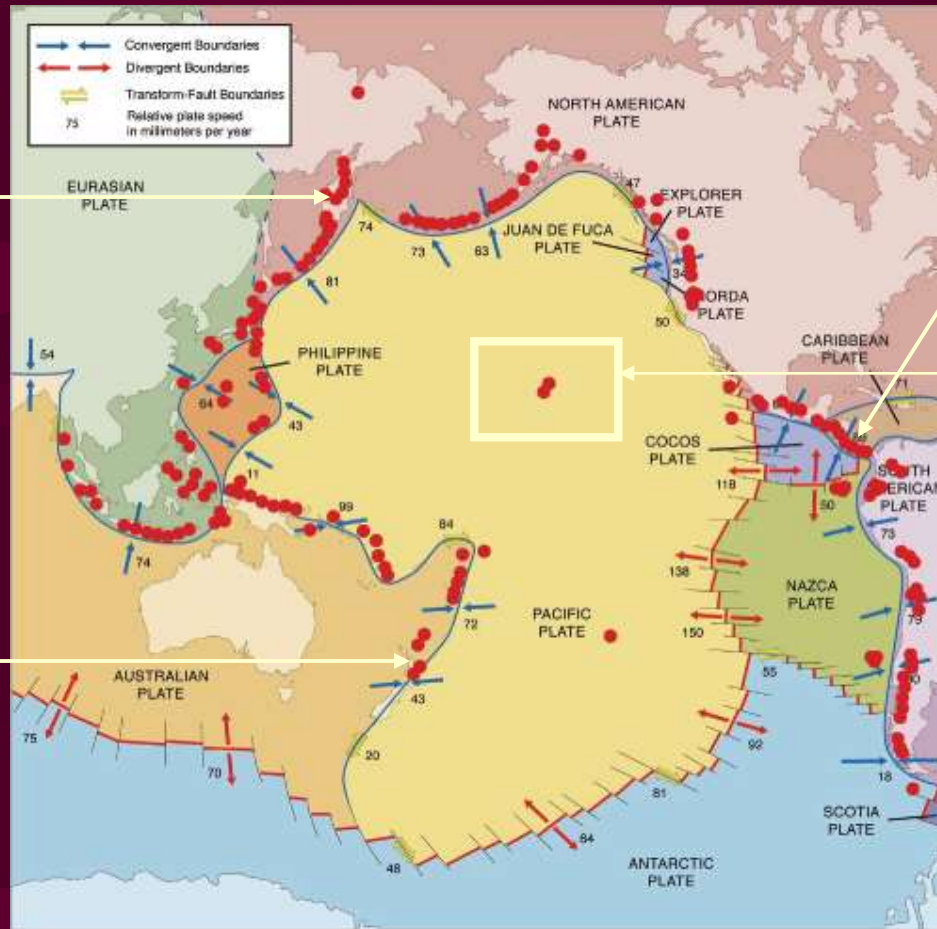 Convergent Boundaries
Divergent Boundaries
Transform-Fault Boundaries
75 Relative plate speed
in millimeters per year
NORTH AMERICAN
PLATE
EURASIAN
PLATE
47
EXPLORER
PLATE
JUAN DE FUCA
PLATE
74
73
63
81
34
PLATE
50
54
PHILIPPINE
PLATE
CARIBBEAN
PLATE
71
64
43
COCOS
PLATE
11
118
50
SOUTH
PLATE
99
84
73
74
138
NAZCA
PLATE
72
PACIFIC
PLATE
150
79
AUSTRALIAN
PLATE
43
55
75
70
20
92
18
81
SCOTIA
PLATE
64
48
ANTARCTIC
PLATE